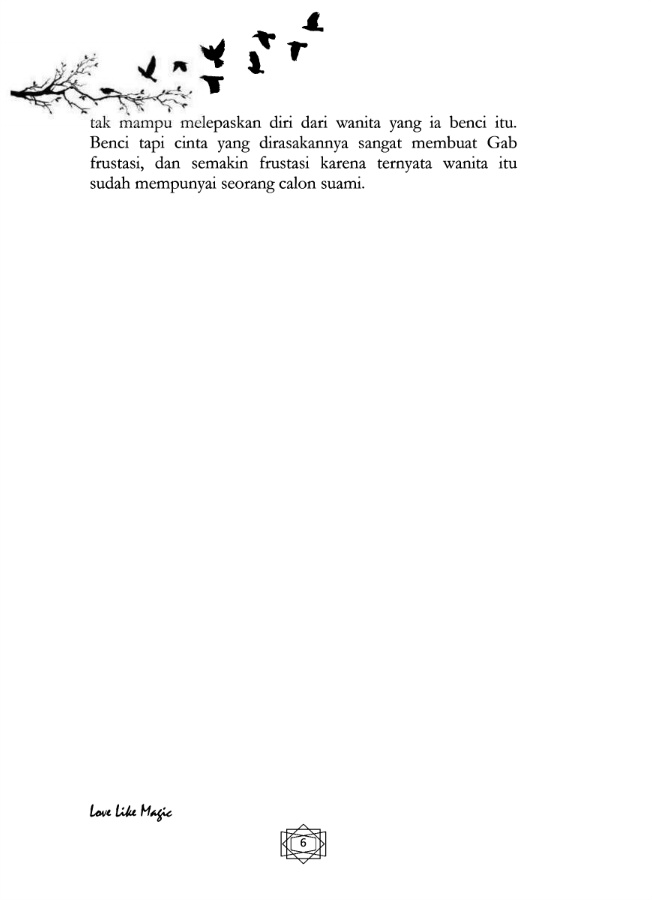 tak mampu melepaskan diri dari wanita yang ia benci itu.
Benci tapi cinta yang dirasakannya sangat membuat Gab
frustasi, dan semakin frustasi karena ternyata wanita itu
sudah mempunyai seorang calon suami.
Love Like Magic
6